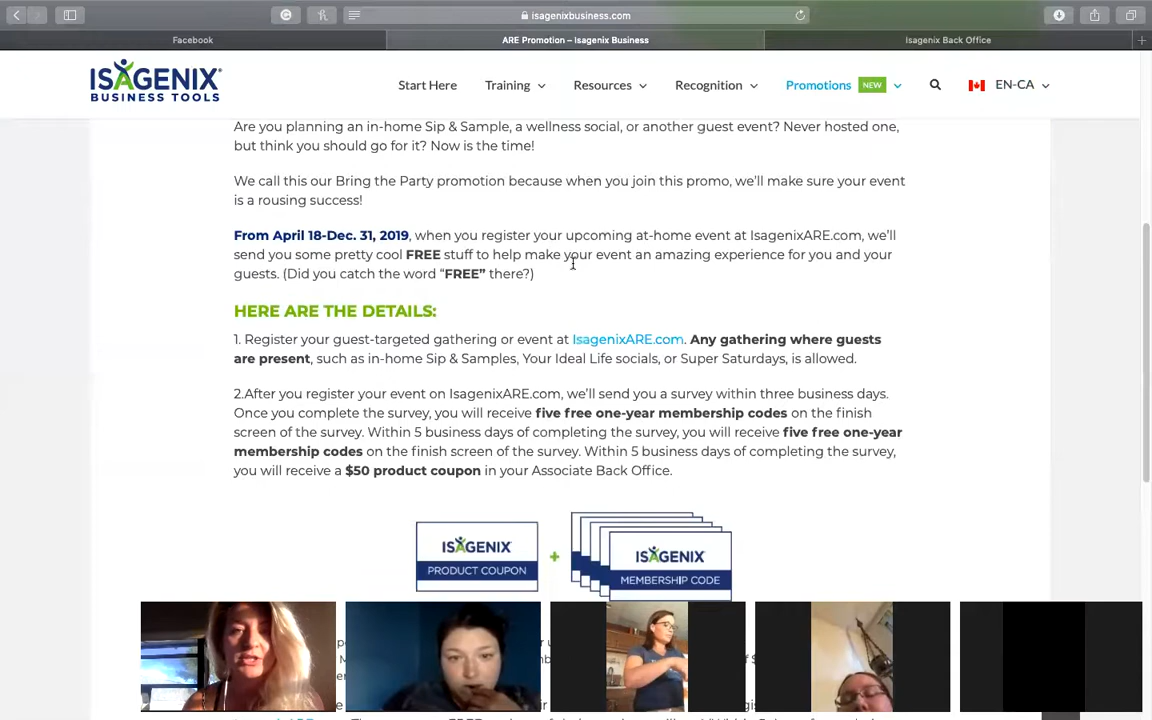 isagenixbusiness.com
Facebook
ARE Promotion – Isagenix Business
Isagenix Back Office
ISAGENIX
BUSINESS TOOLS
Start Here
Training
Resources
Recognition
Promotions NEW
EN-CA
Are you planning an in-home Sip & Sample, a wellness social, or another guest event? Never hosted one,
but think you should go for it? Now is the time!
We call this our Bring the Party promotion because when you join this promo, we'll make sure your event
is a rousing success!
From April 18-Dec. 31, 2019, when you register your upcoming at-home event at IsagenixARE.com, we'll
send you some pretty cool FREE stuff to help make your event an amazing experience for you and your
guests. (Did you catch the word "FREE" there?)
HERE ARE THE DETAILS:
1. Register your guest-targeted gathering or event at IsagenixARE.com. Any gathering where guests
are present, such as in-home Sip & Samples, Your Ideal Life socials, or Super Saturdays, is allowed.
2.After you register your event on IsagenixARE.com, we'll send you a survey within three business days.
Once you complete the survey, you will receive five free one-year membership codes on the finish
screen of the survey. Within 5 business days of completing the survey, you will receive five free one-year
membership codes on the finish screen of the survey. Within 5 business days of completing the survey,
you will receive a $50 product coupon in your Associate Back Office.
ISAGENIX
PRODUCT COUPON
+
ISAGENIX
MEMBERSHIP CODE